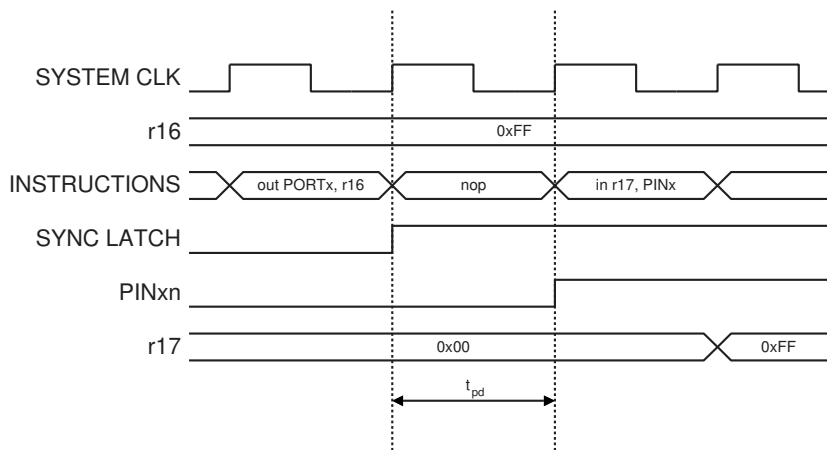 SYSTEM CLK
r16
0xFF
INSTRUCTIONS
out PORTx, r16
nop
in r17, PINx
SYNC LATCH
PINxn
r17
0x00
0xFF
tpd